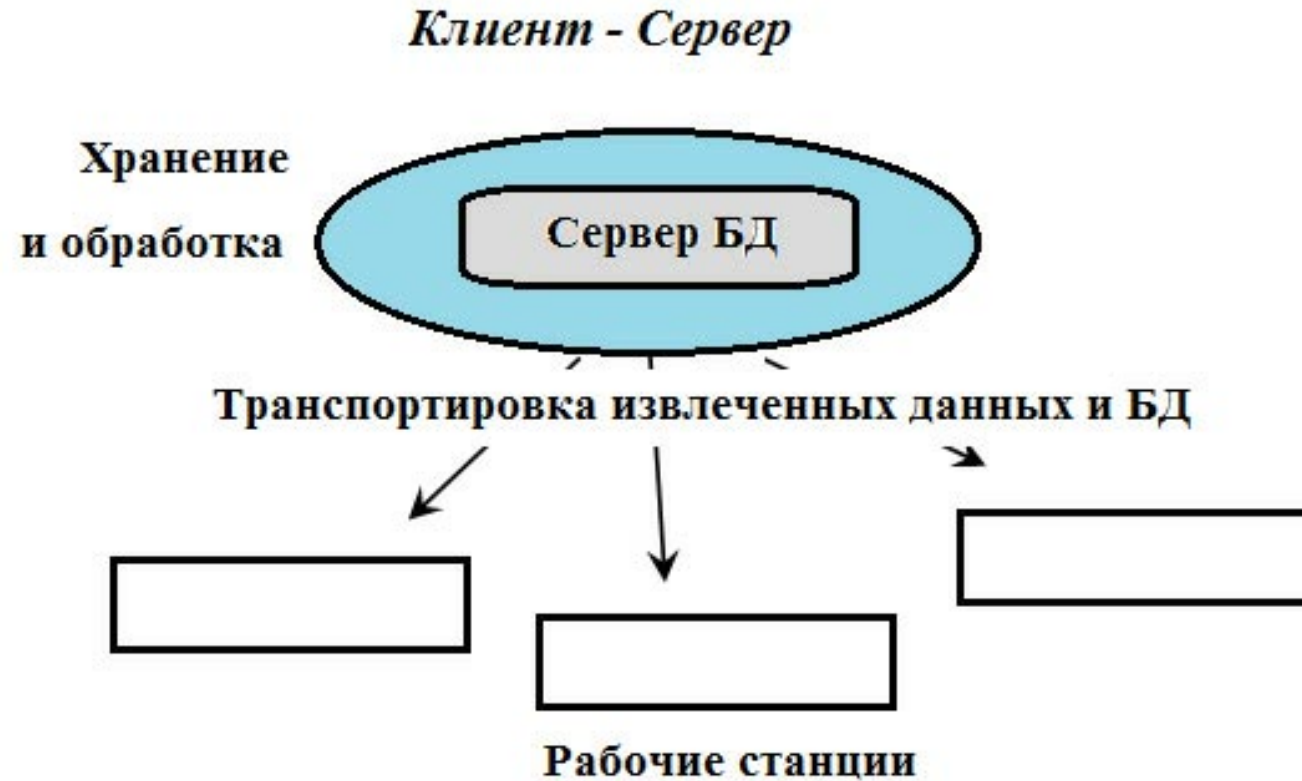 Клиент - Сервер
Хранение
и обработка
Сервер БД
Транспортировка извлеченных данных и БД
Рабочие станции